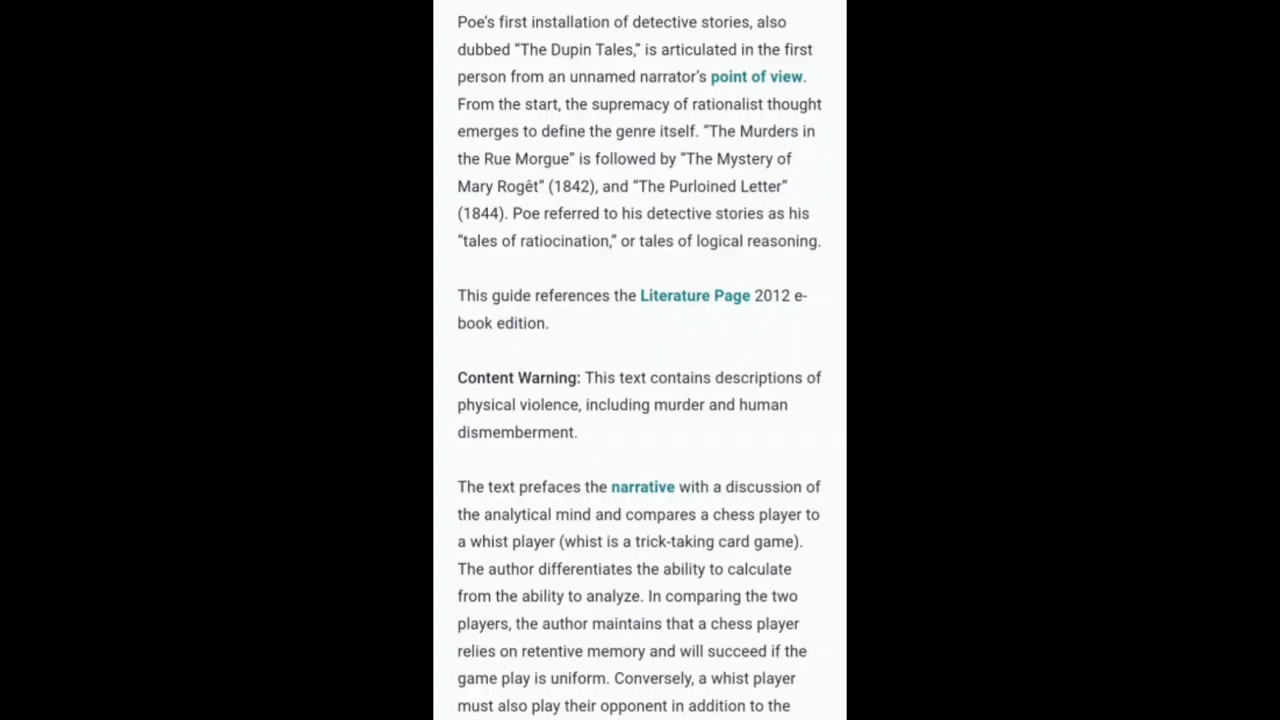 Poe's first installation of detective stories, also
dubbed “The Dupin Tales,” is articulated in the first
person from an unnamed narrator's point of view.
From the start, the supremacy of rationalist thought
emerges to define the genre itself. “The Murders in
the Rue Morgue” is followed by “The Mystery of
Mary Rogêt” (1842), and “The Purloined Letter”
(1844). Poe referred to his detective stories as his
“tales of ratiocination,” or tales of logical reasoning.
This guide references the Literature Page 2012 e-
book edition.
Content Warning: This text contains descriptions of
physical violence, including murder and human
dismemberment.
The text prefaces the narrative with a discussion of
the analytical mind and compares a chess player to
a whist player (whist is a trick-taking card game).
The author differentiates the ability to calculate
from the ability to analyze. In comparing the two
players, the author maintains that a chess player
relies on retentive memory and will succeed if the
game play is uniform. Conversely, a whist player
must also play their opponent in addition to the